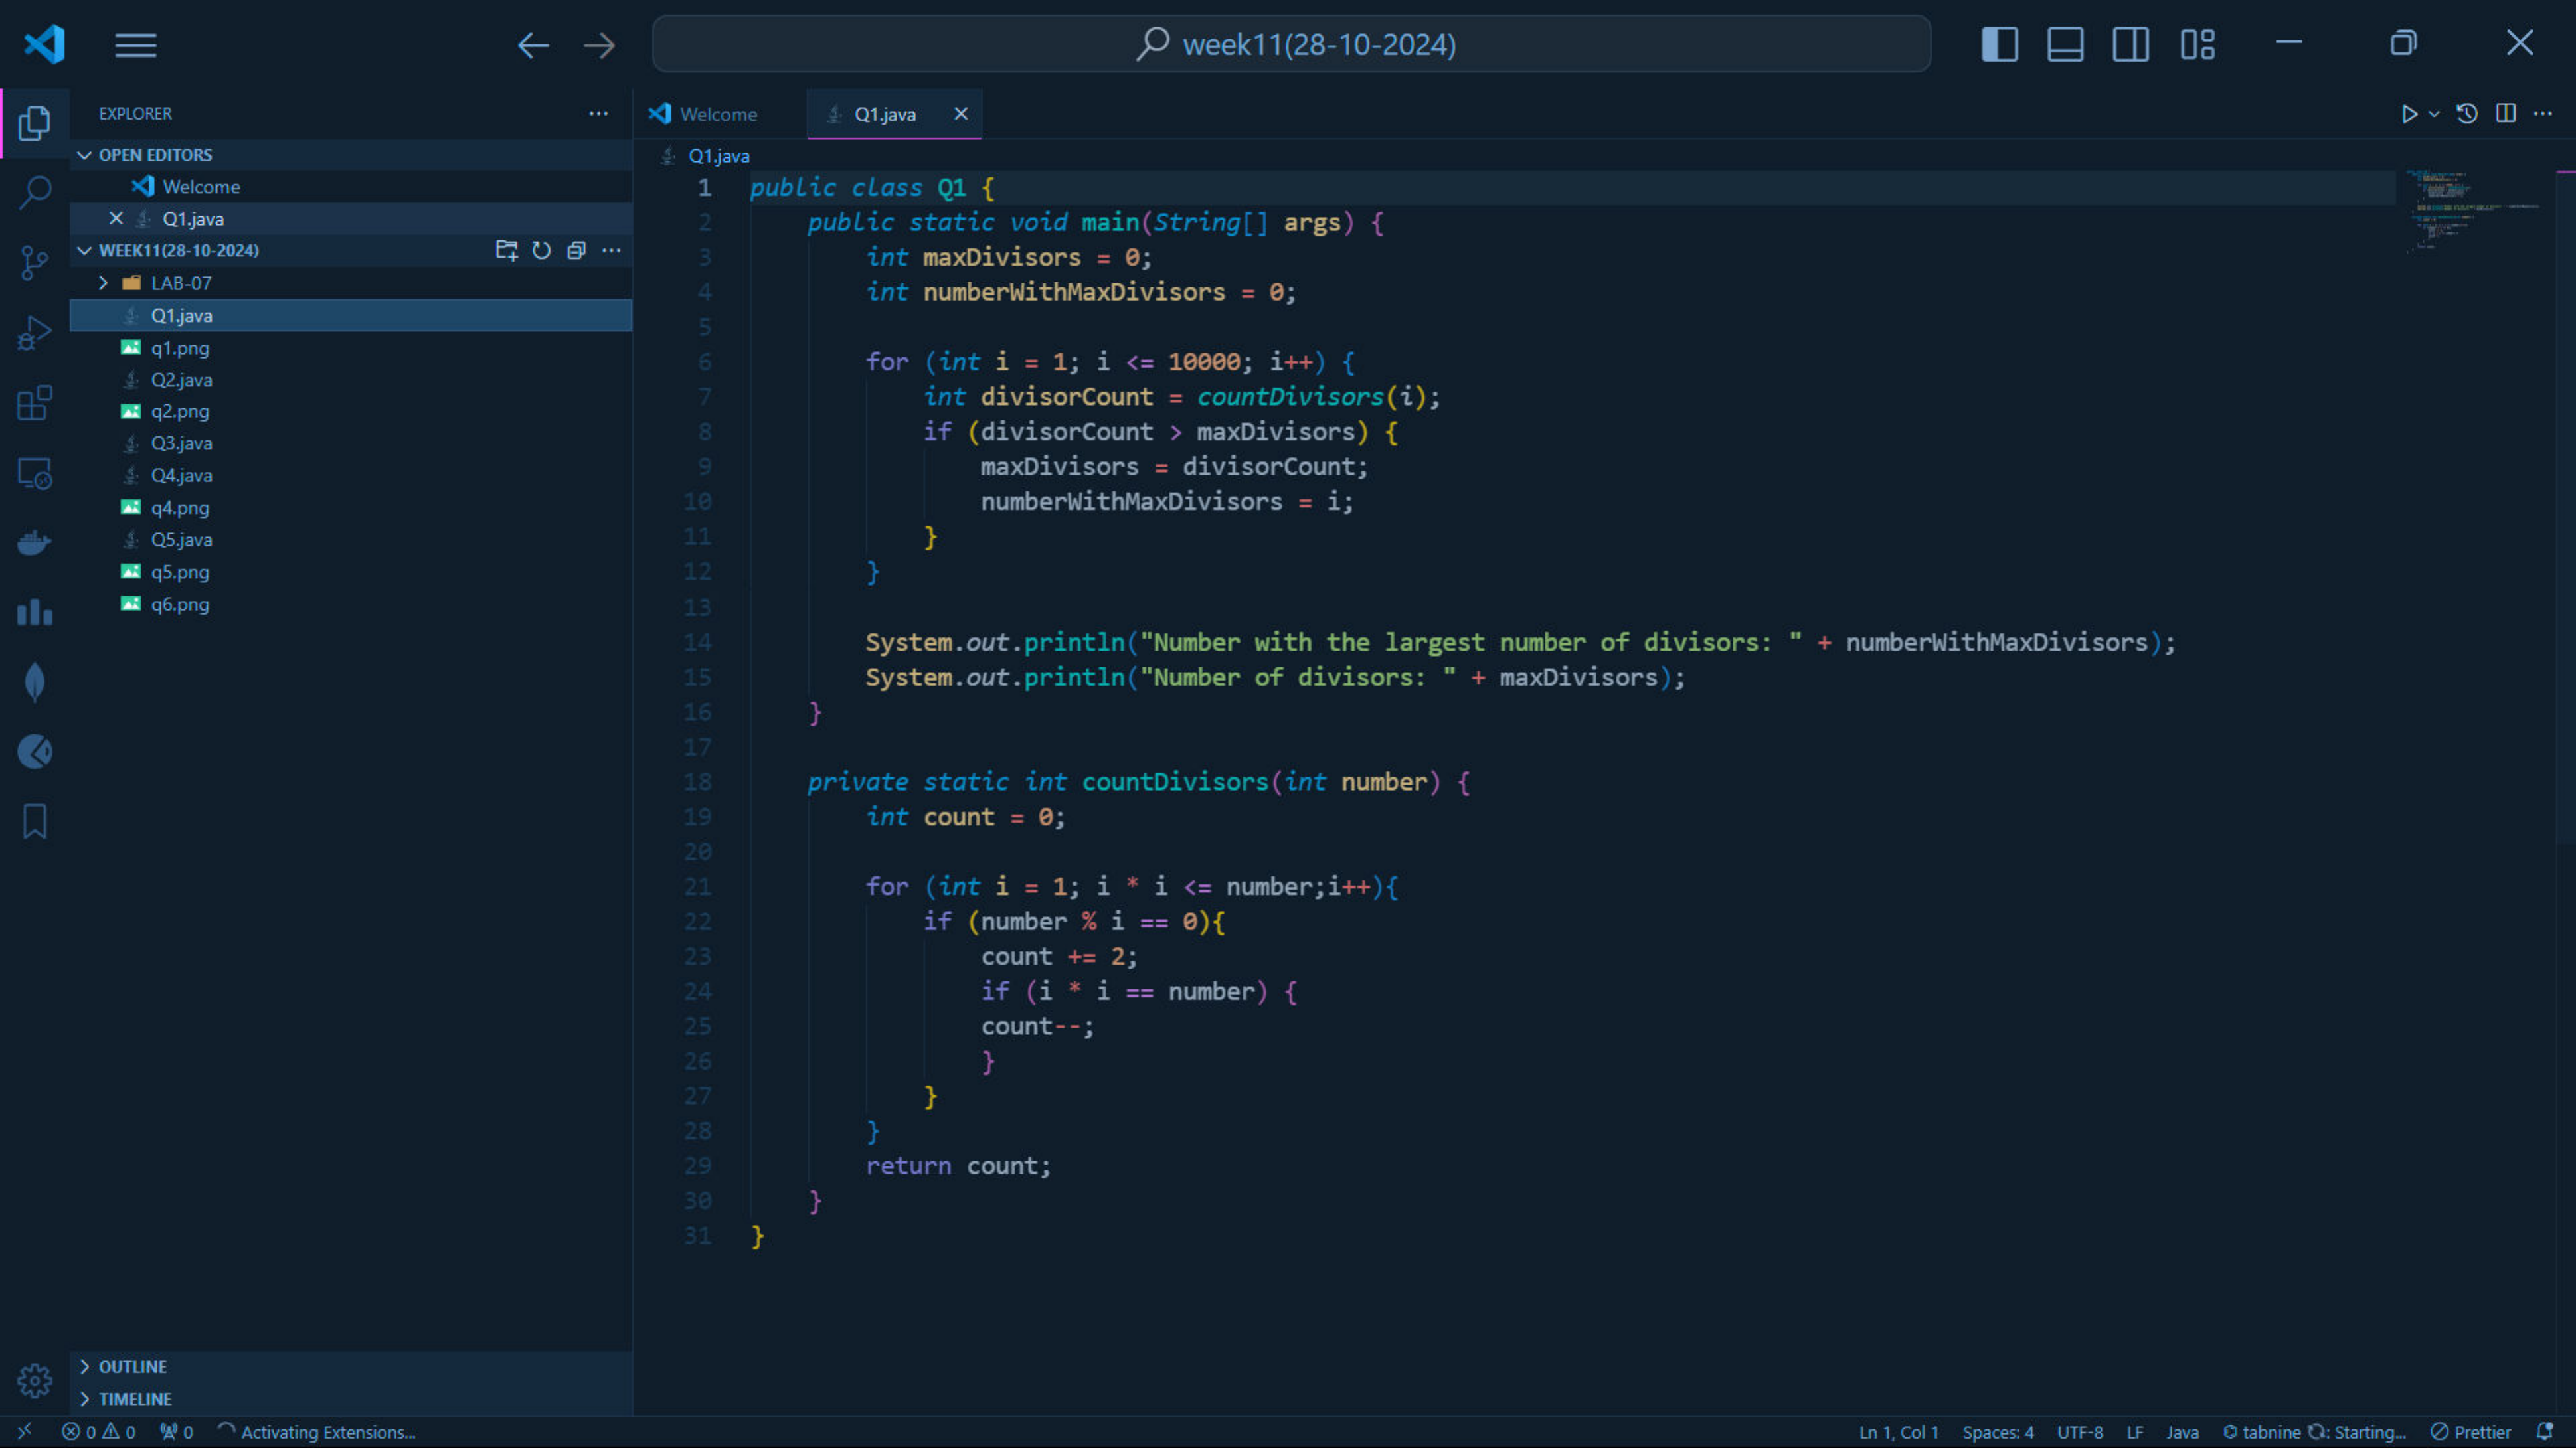 week11(28-10-2024)
EXPLORER
OPEN EDITORS
Welcome
Q1.java
WEEK11(28-10-2024)
LAB-07
Q1.java
q1.png
Q2.java
q2.png
Q3.java
Q4.java
q4.png
Q5.java
q5.png
q6.png
OUTLINE
TIMELINE
Welcome
Q1.java
Q1.java
1 public class Q1 {
2     public static void main(String[] args) {
3         int maxDivisors = 0;
4         int numberWithMaxDivisors = 0;
5
6         for (int i = 1; i <= 10000; i++) {
7             int divisorCount = countDivisors(i);
8             if (divisorCount > maxDivisors) {
9                 maxDivisors = divisorCount;
10                 numberWithMaxDivisors = i;
11             }
12         }
13
14         System.out.println("Number with the largest number of divisors: " + numberWithMaxDivisors);
15         System.out.println("Number of divisors: " + maxDivisors);
16     }
17
18     private static int countDivisors(int number) {
19         int count = 0;
20
21         for (int i = 1; i * i <= number;i++){
22             if (number % i == 0){
23                 count += 2;
24                 if (i * i == number) {
25                 count--;
26                 }
27             }
28         }
29         return count;
30     }
31 }
0 0 0 Activating Extensions... Ln 1, Col 1 Spaces: 4 UTF-8 LF Java tabnine : Starting... Prettier